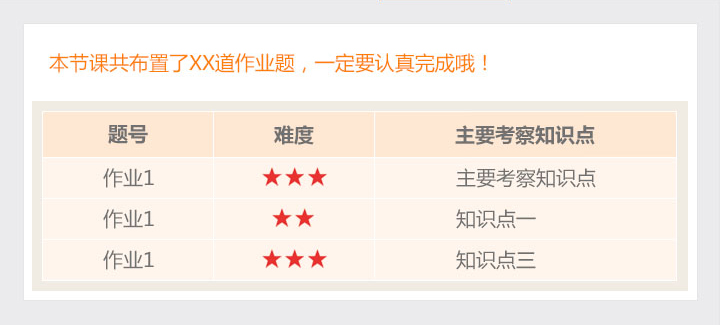 本节课共布置了XX道作业题，一定要认真完成哦！
题号 难度 主要考察知识点
作业1 ★★★ 主要考察知识点
作业1 ★★ 知识点一
作业1 ★★★ 知识点三